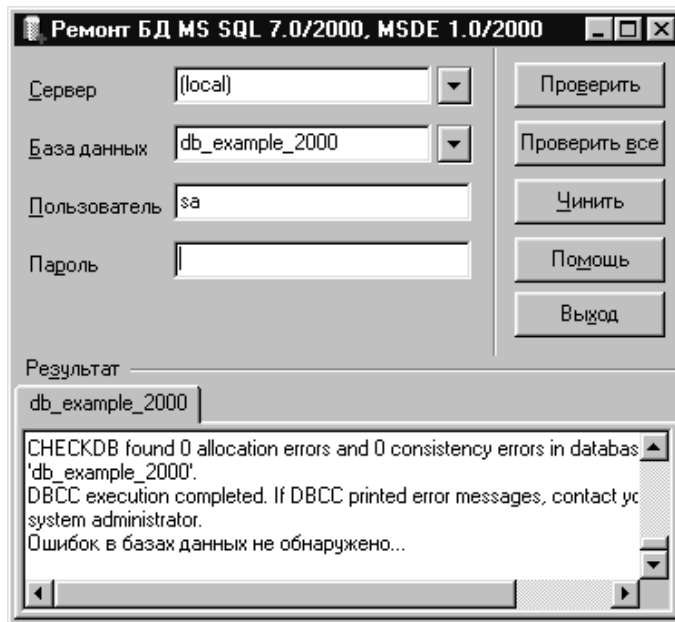 Ремонт БД MS SQL 7.0/2000, MSDE 1.0/2000
Сервер
(local)
Проверить
База данных
db_example_2000
Проверить все
Пользователь
sa
Чинить
Пароль
Помощь
Выход
Результат
db_example_2000
CHECKDB found 0 allocation errors and 0 consistency errors in databas
'db_example_2000'.
DBCC execution completed. If DBCC printed error messages, contact yo
system administrator.
Ошибок в базах данных не обнаружено...